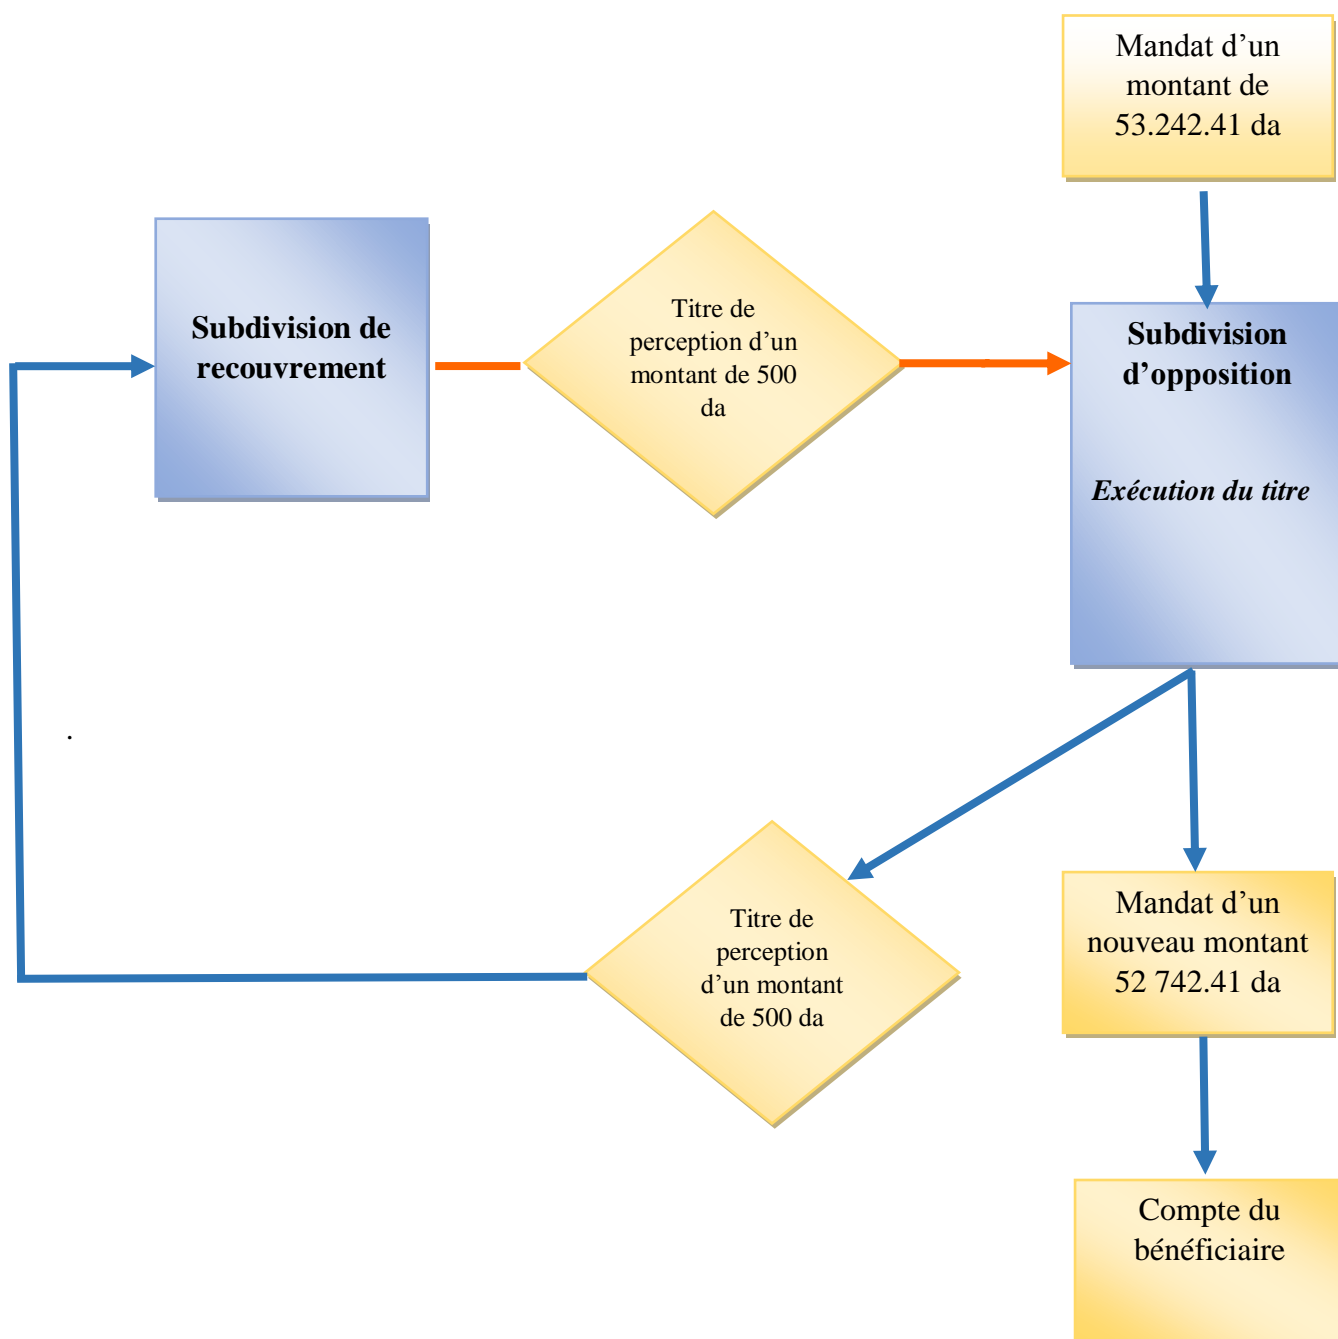 Mandat d’un
montant de
53.242.41 da
Subdivision de
recouvrement
Titre de
perception d’un
montant de 500
da
Subdivision
d’opposition
Exécution du titre
.
Titre de
perception
d’un montant
de 500 da
Mandat d’un
nouveau montant
52 742.41 da
Compte du
bénéficiaire